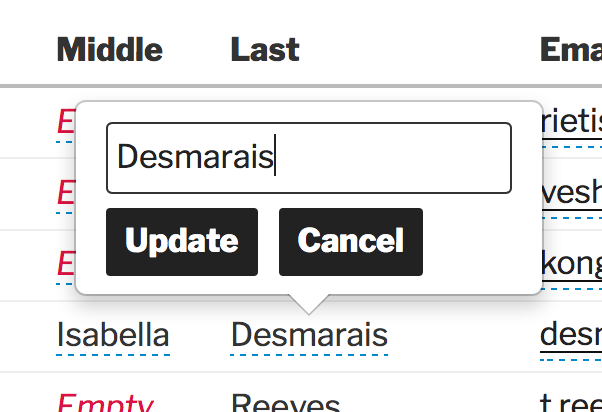 Middle Last Ema
E rietis
Desmarais
E vesh
Update Cancel
E kong
Isabella Desmarais desm
Empty Reeves t.ree